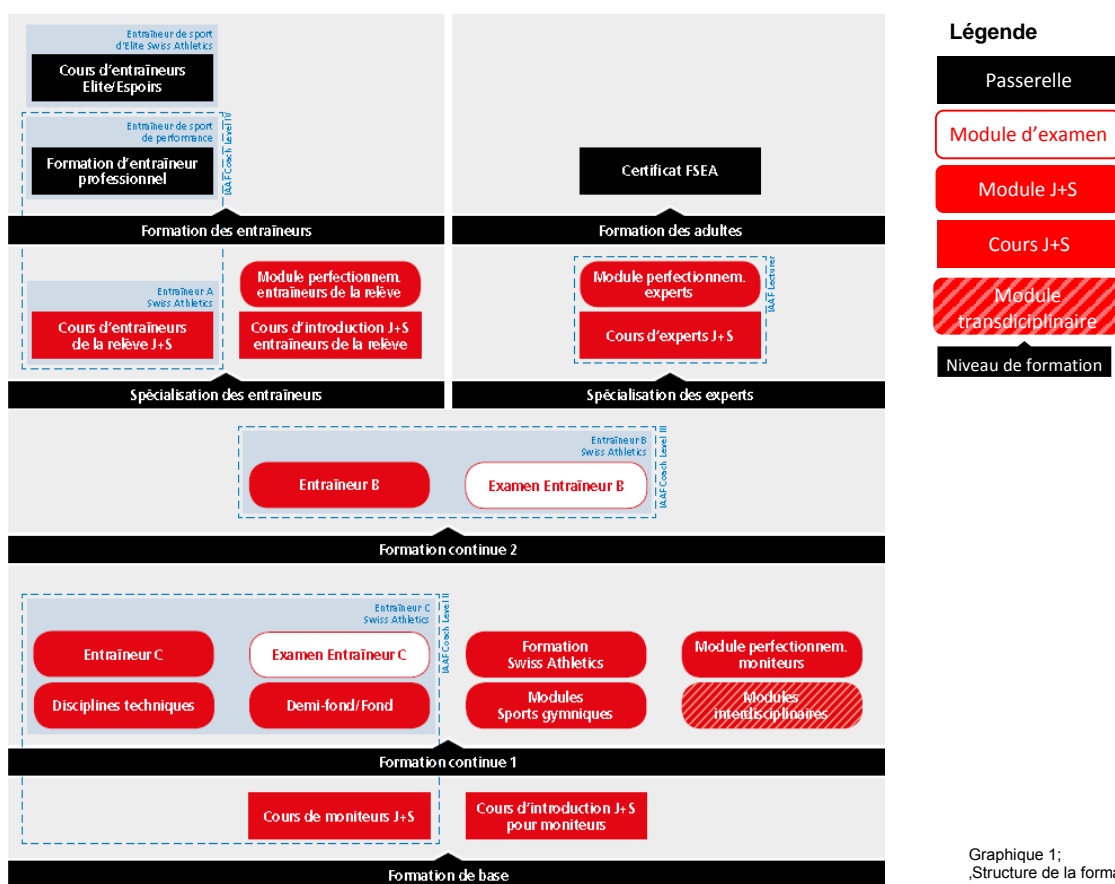 Entraîneur de sport
d'Elite Swiss Athletics
Cours d'entraîneurs
Elite/Espoirs
Entraîneur de sport
de performance
Formation d'entraîneur
professionnel
IAAF Coach Level IV
Certificat FSEA
Formation des entraîneurs
Formation des adultes
Entraîneur A
Swiss Athletics
Cours d'entraîneurs
de la relève J+S
Module perfectionnem.
entraîneurs de la relève
Cours d'introduction J+S
entraîneurs de la relève
Module perfectionnem.
experts
Cours d'experts J+S
IAAF Lecturer
Spécialisation des entraîneurs
Spécialisation des experts
Entraîneur B
Swiss Athletics
Entraîneur B
Examen Entraîneur B
IAAF Coach Level III
Formation continue 2
Entraîneur C
Swiss Athletics
Entraîneur C
Examen Entraîneur C
Formation
Swiss Athletics
Module perfectionnem.
moniteurs
Disciplines techniques
Demi-fond/Fond
Modules
Sports gymniques
Modules
interdisciplinaires
IAAF Coach Level II
Formation continue 1
Cours de moniteurs J+S
Cours d'introduction J+S
pour moniteurs
Formation de base
Légende
Passerelle
Module d'examen
Module J+S
Cours J+S
Module
transdiciplinaire
Niveau de formation
Graphique 1;
‚Structure de la forma